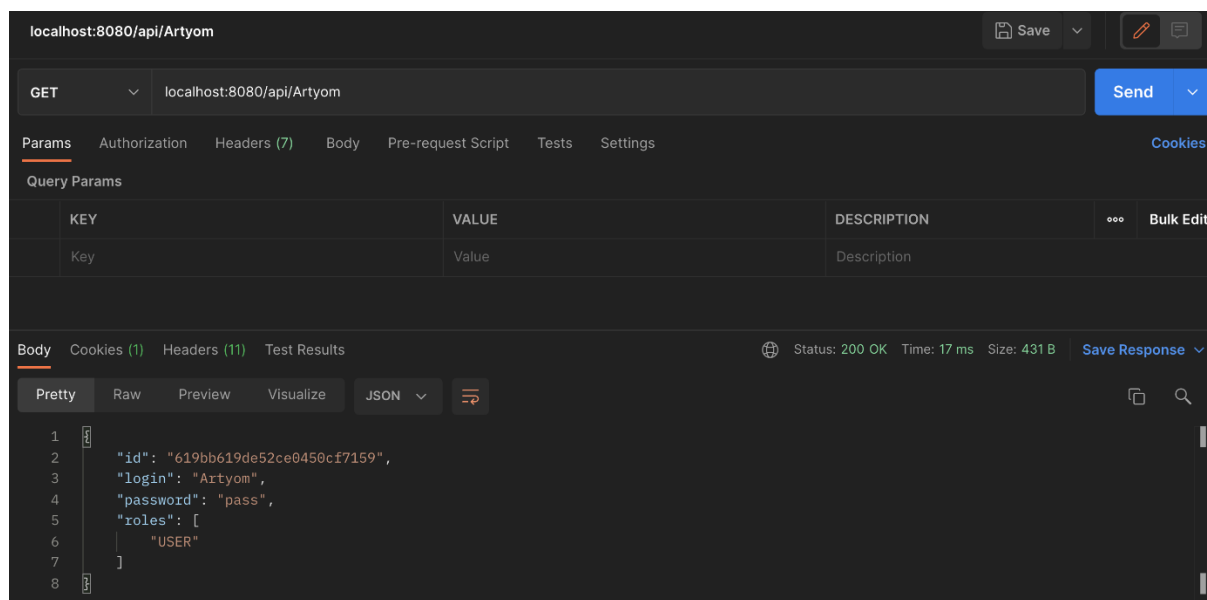 localhost:8080/api/Artyom Save
GET localhost:8080/api/Artyom Send
Params Authorization Headers (7) Body Pre-request Script Tests Settings Cookies
Query Params
KEY VALUE DESCRIPTION ooo Bulk Edit
Key Value Description
Body Cookies (1) Headers (11) Test Results Status: 200 OK Time: 17 ms Size: 431 B Save Response
Pretty Raw Preview Visualize JSON
1 {
2 "id": "619bb619de52ce0450cf7159",
3 "login": "Artyom",
4 "password": "pass",
5 "roles": [
6 "USER"
7 ]
8 }